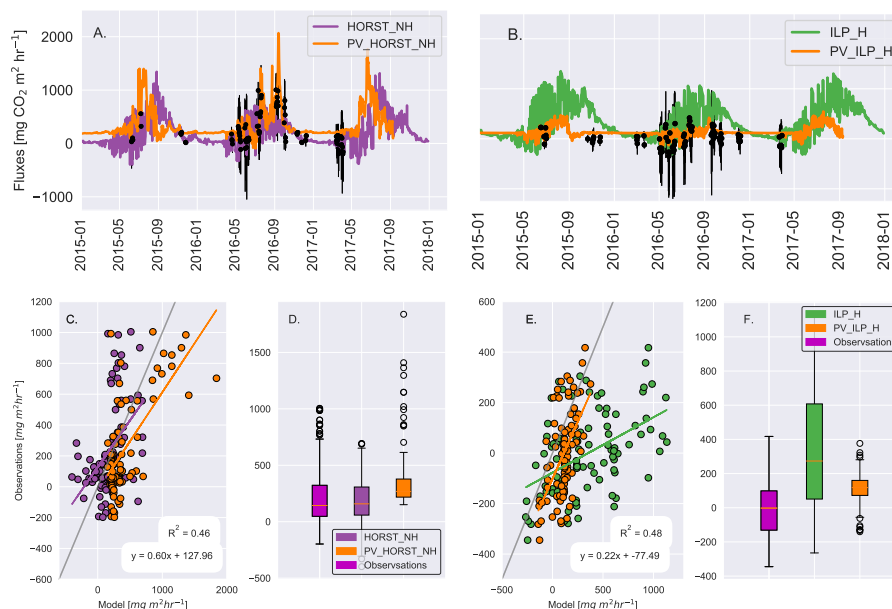 A.
HORST_NH
PV_HORST_NH
Fluxes [mg CO2 m2 hr−1]
2000
1000
0
−1000
2015-01
2015-05
2015-09
2016-01
2016-05
2016-09
2017-01
2017-05
2017-09
2018-01
B.
ILP_H
PV_ILP_H
2015-01
2015-05
2015-09
2016-01
2016-05
2016-09
2017-01
2017-05
2017-09
2018-01
C.
Observations [mg m2hr−1]
1200
1000
800
600
400
200
0
−200
−400
−600
0
1000
2000
R2 = 0.46
y = 0.60x + 127.96
Model [mg m2hr−1]
D.
1500
1000
500
0
−500
HORST_NH
PV_HORST_NH
Observsations
E.
600
400
200
0
−200
−400
−500
0
500
1000
R2 = 0.48
y = 0.22x + -77.49
Model [mg m2hr−1]
F.
1200
1000
800
600
400
200
0
−200
−400
ILP_H
PV_ILP_H
Observsation